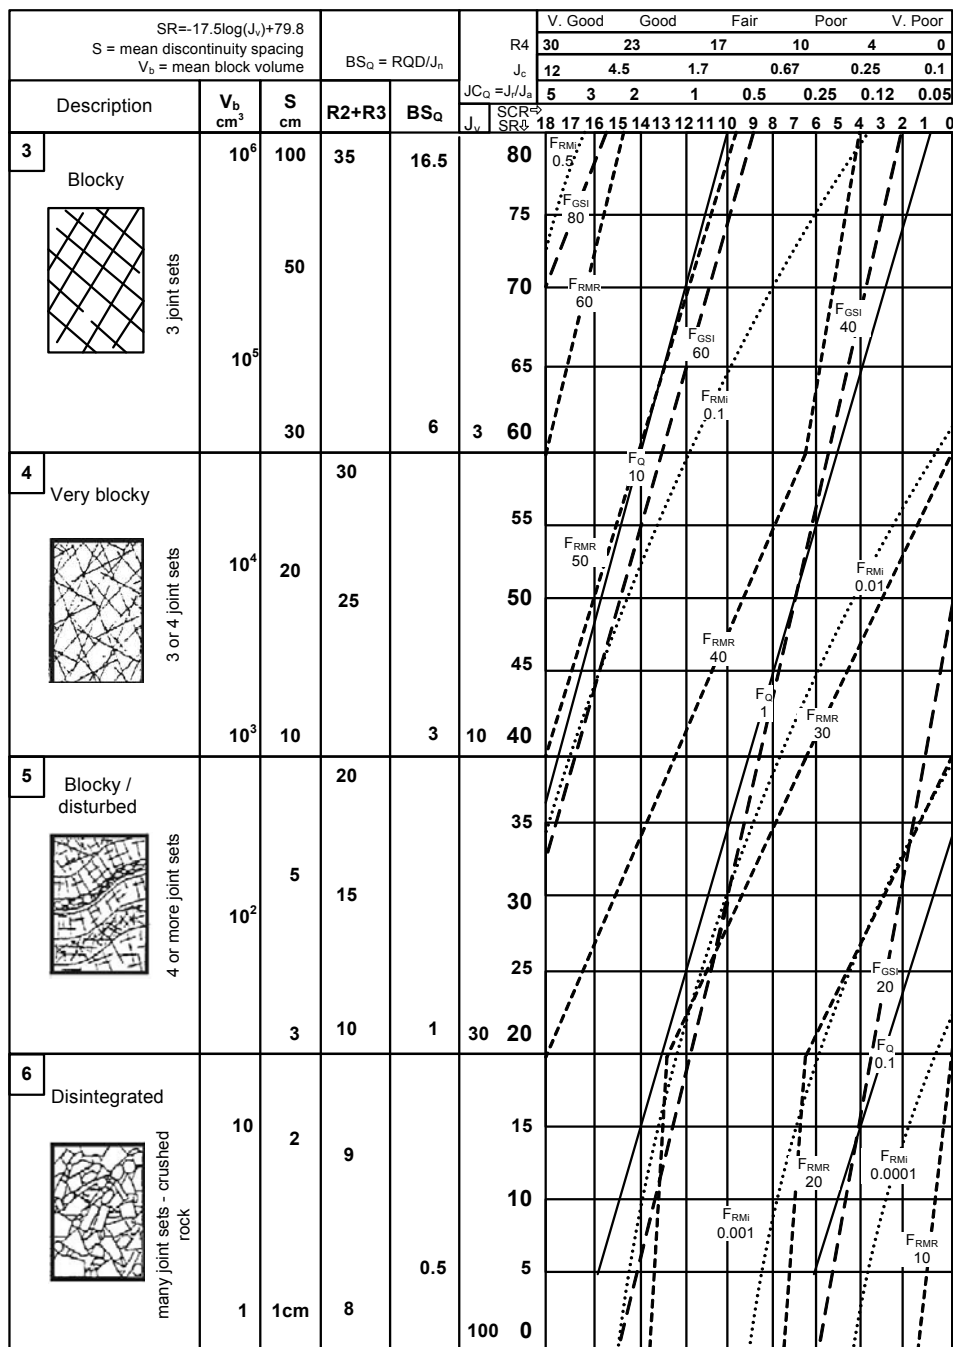 SR=-17.5log(Jv)+79.8
S = mean discontinuity spacing
Vb = mean block volume
BSQ = RQD/Jn
V. Good Good Fair Poor V. Poor
R4 30 23 17 10 4 0
Jc 12 4.5 1.7 0.67 0.25 0.1
JCQ =Jr/Ja 5 3 2 1 0.5 0.25 0.12 0.05
Description Vb cm3 S cm R2+R3 BSQ Jv SCR⇨ SR⇩ 18 17 16 14 13 12 11 10 9 8 7 6 5 4 3 2 1 0
3
Blocky
3 joint sets
10^6 100 35 16.5 80
75
50
70
10^5
65
30 6 3 60
4
Very blocky
3 or 4 joint sets
30
55
10^4 20
25
50
45
10^3 10 3 10 40
5
Blocky /
disturbed
4 or more joint sets
20
35
5
15
30
10^2
25
3 10 1 30 20
6
Disintegrated
many joint sets - crushed
rock
10 2 15
9
10
0.5 5
1 1cm 8 100 0
FRMi
0.5
FGSI
80
FRMR
60
FGSI
40
FGSI
60
FRMi
0.1
FQ
10
FRMR
50
FRMi
0.01
FRMR
40
FQ
1
FRMR
30
FGSI
20
FQ
0.1
FRMR
20
FRMi
0.0001
FRMi
0.001
FRMR
10